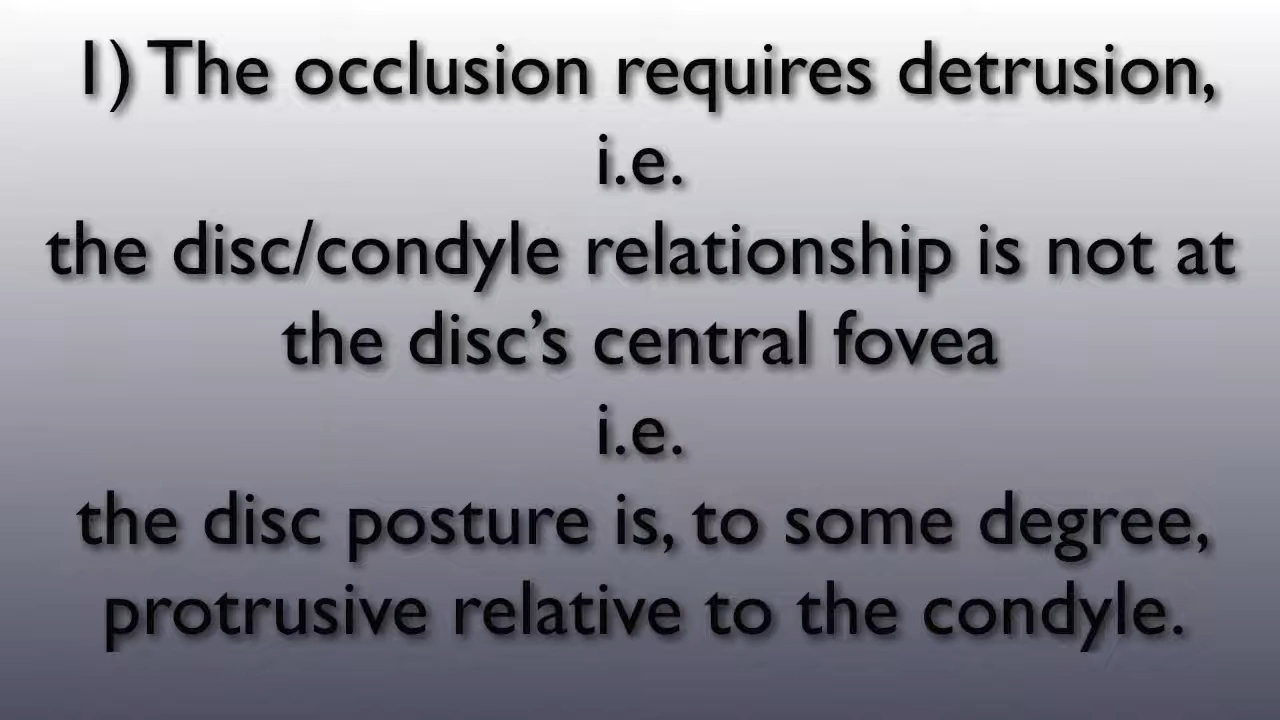 1) The occlusion requires detrusion,
i.e.
the disc/condyle relationship is not at
the disc’s central fovea
i.e.
the disc posture is, to some degree,
protrusive relative to the condyle.